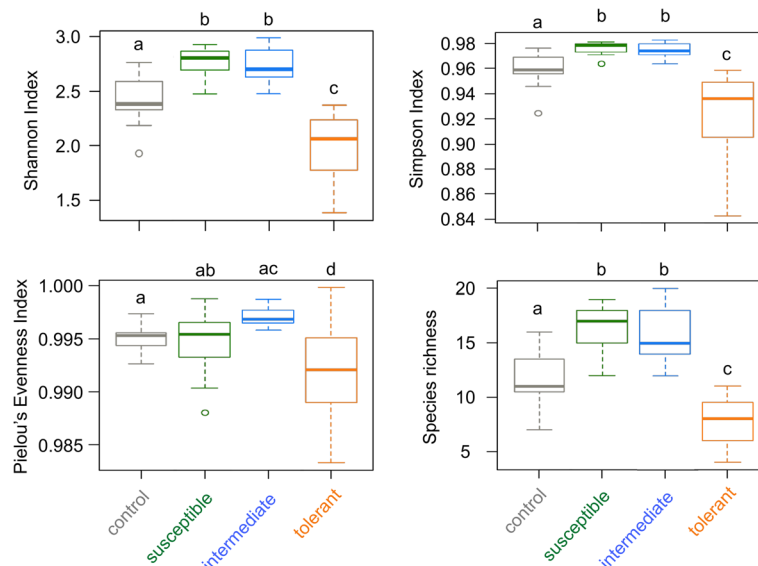 a
b
b
c
3.0
2.5
2.0
1.5
Shannon Index
a
b
b
c
0.98
0.96
0.94
0.92
0.90
0.88
0.86
0.84
Simpson Index
a
ab
ac
d
1.000
0.995
0.990
0.985
Pielou's Evenness Index
control
susceptible
intermediate
tolerant
a
b
b
c
20
15
10
5
Species richness
control
susceptible
intermediate
tolerant